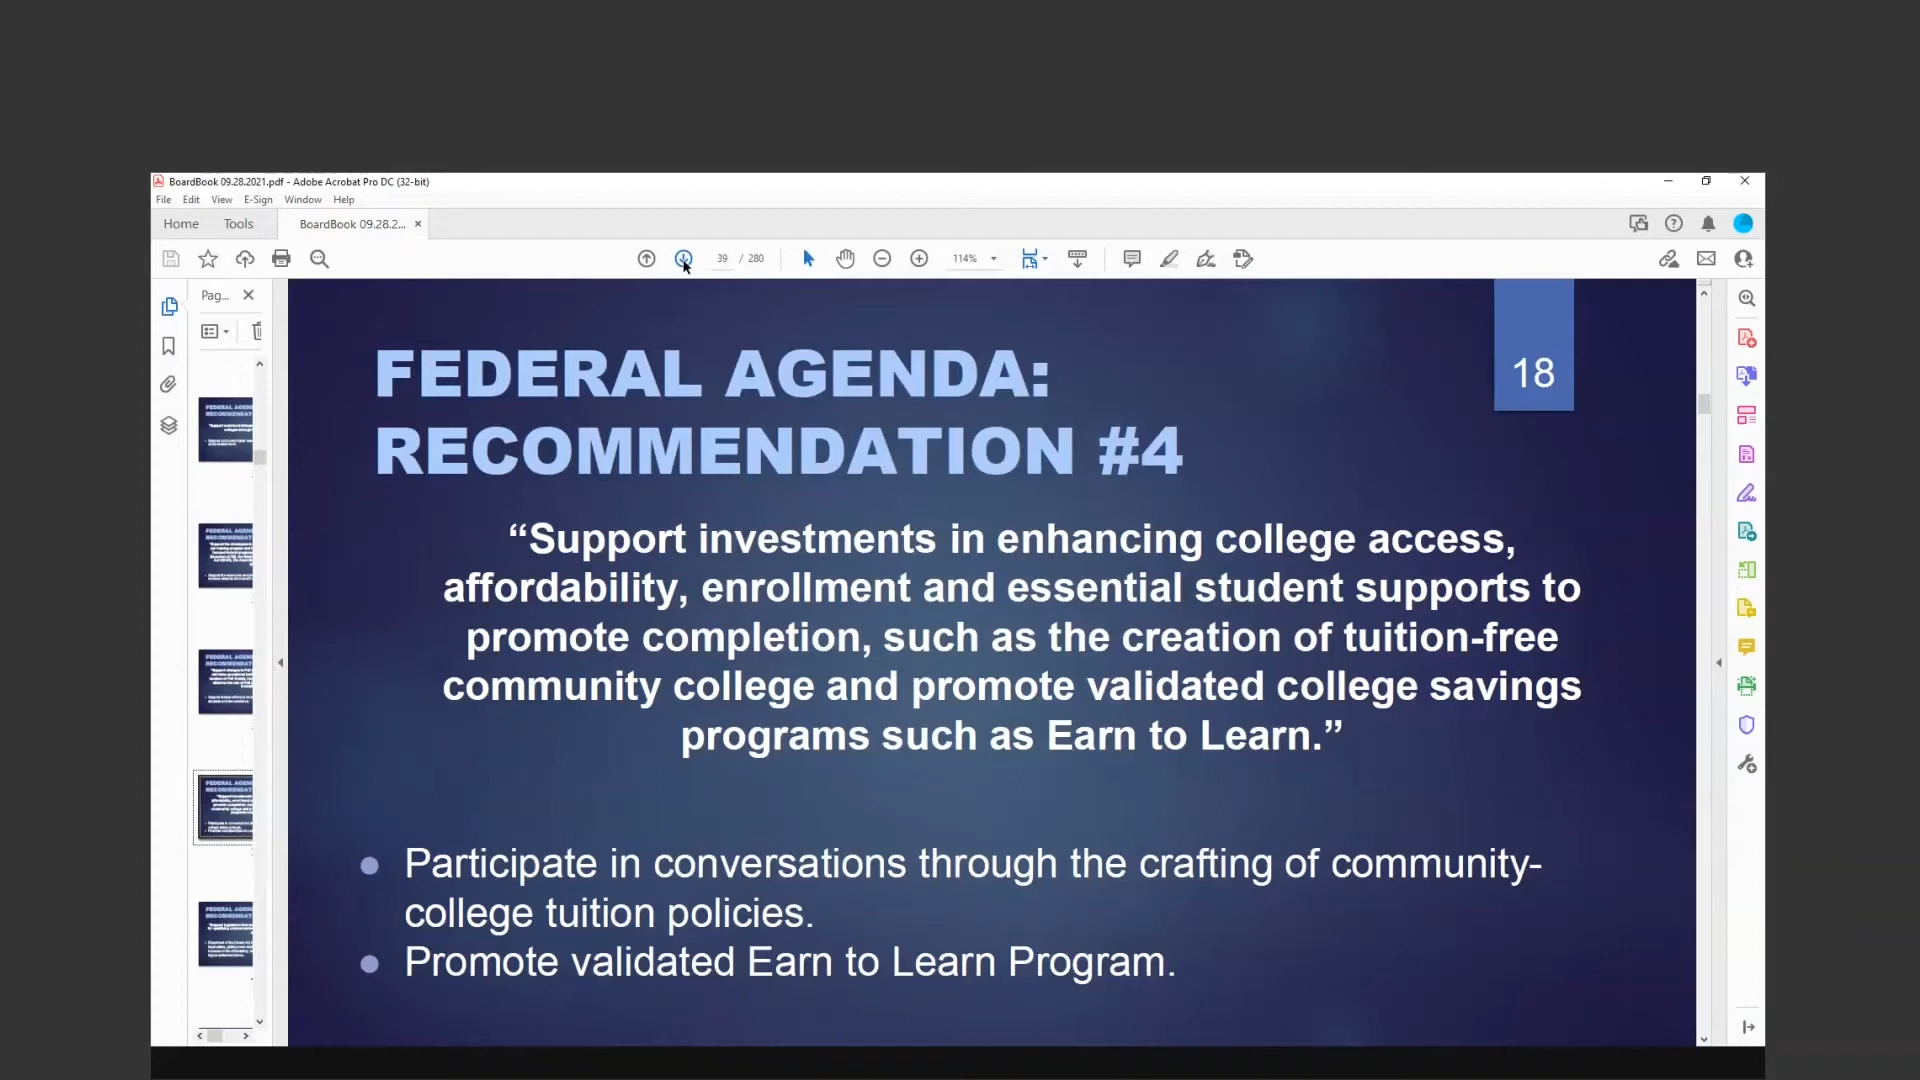 BoardBook 09.28.2021.pdf - Adobe Acrobat Pro DC (32-bit)
File Edit View E-Sign Window Help
Home Tools BoardBook 09.28.2...
39 / 280 114%
Pag...
18
FEDERAL AGENDA:
RECOMMENDATION #4
“Support investments in enhancing college access,
affordability, enrollment and essential student supports to
promote completion, such as the creation of tuition-free
community college and promote validated college savings
programs such as Earn to Learn.”
Participate in conversations through the crafting of community-
college tuition policies.
Promote validated Earn to Learn Program.